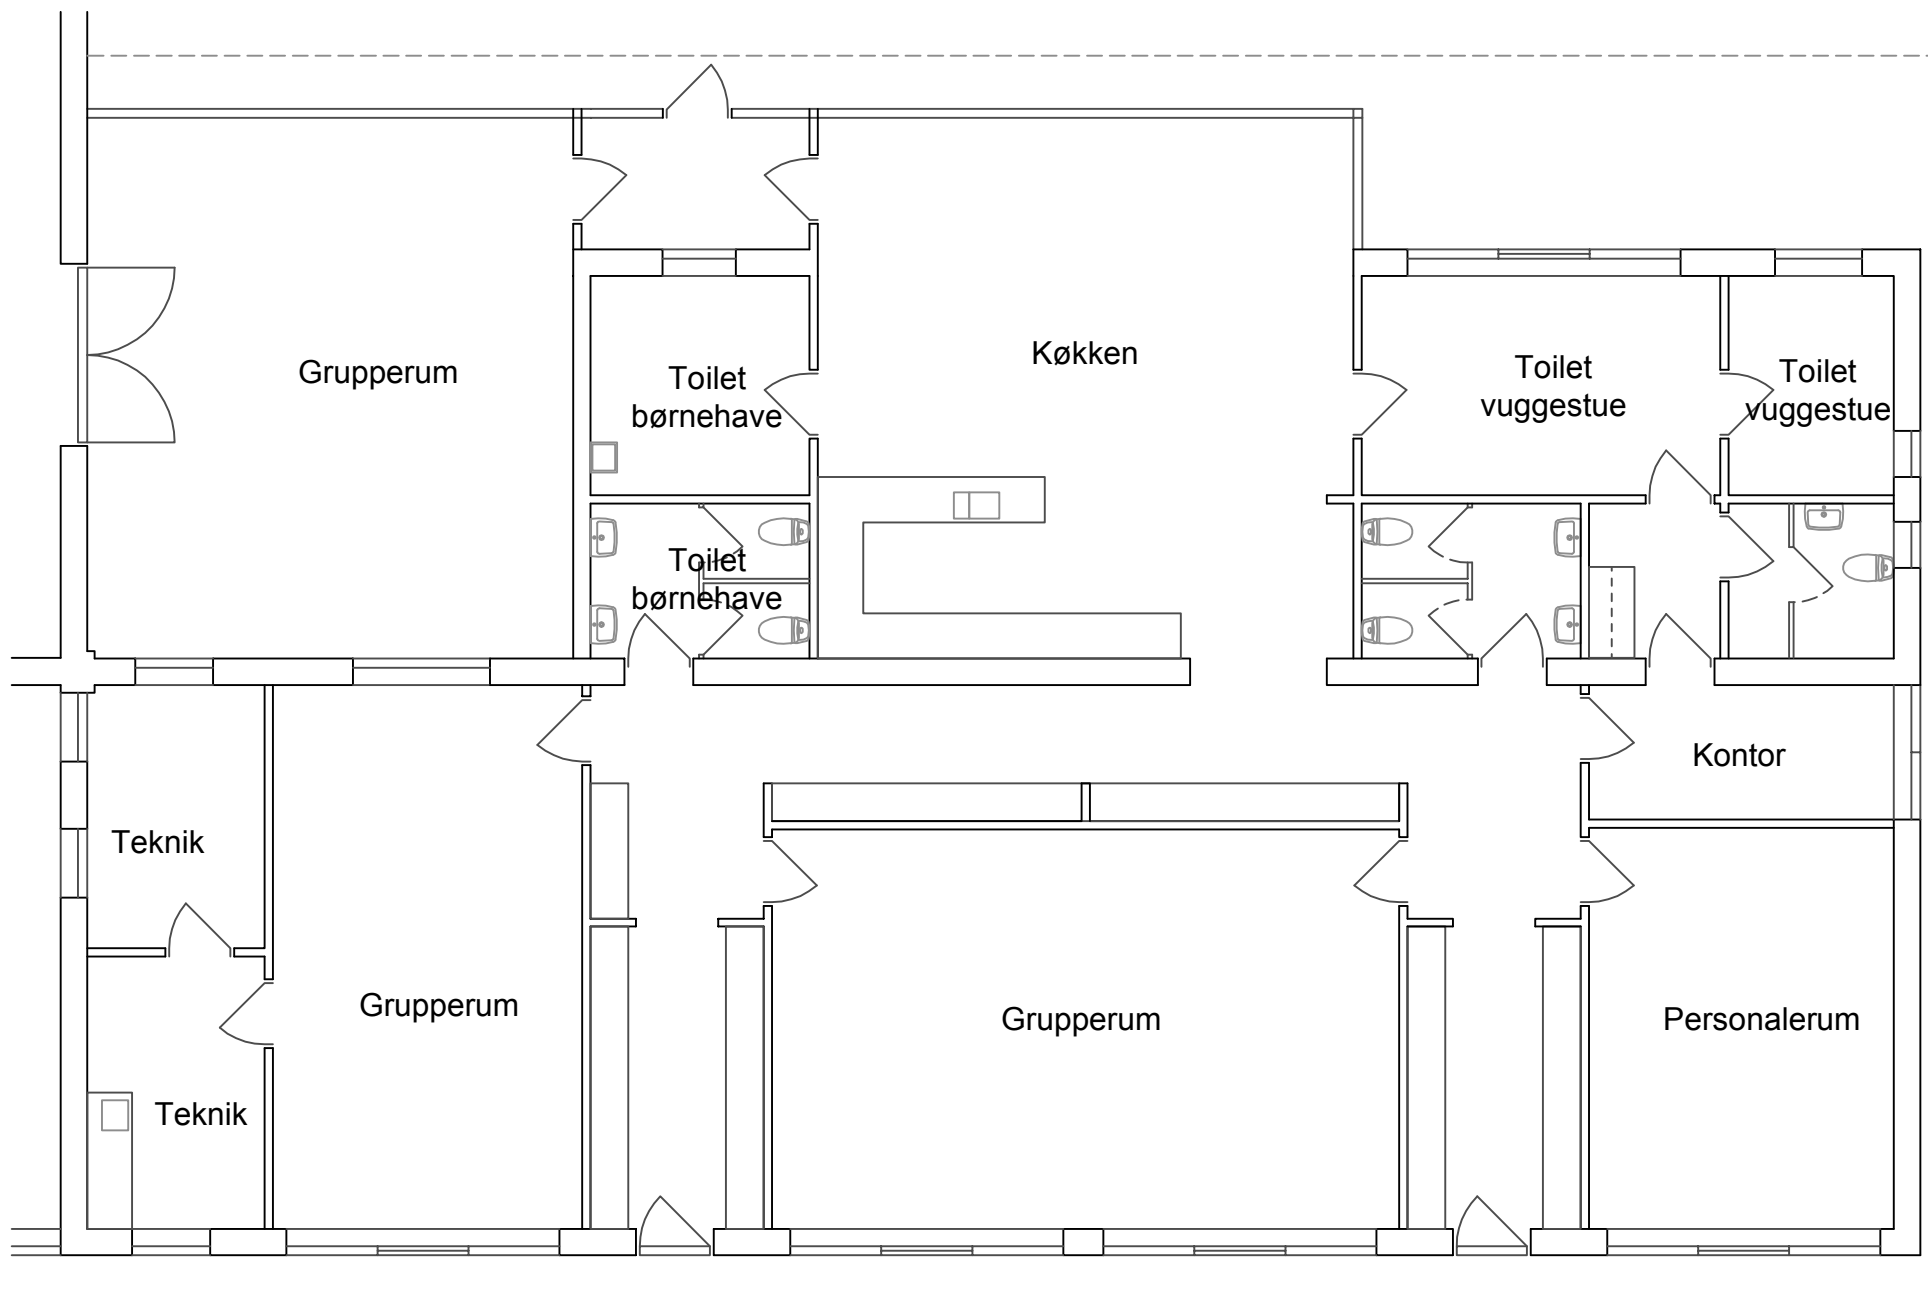 Grupperum
Toilet
børnehave
Køkken
Toilet
vuggestue
Toilet
vuggestue
Toilet
børnehave
Kontor
Teknik
Grupperum
Grupperum
Personalerum
Teknik